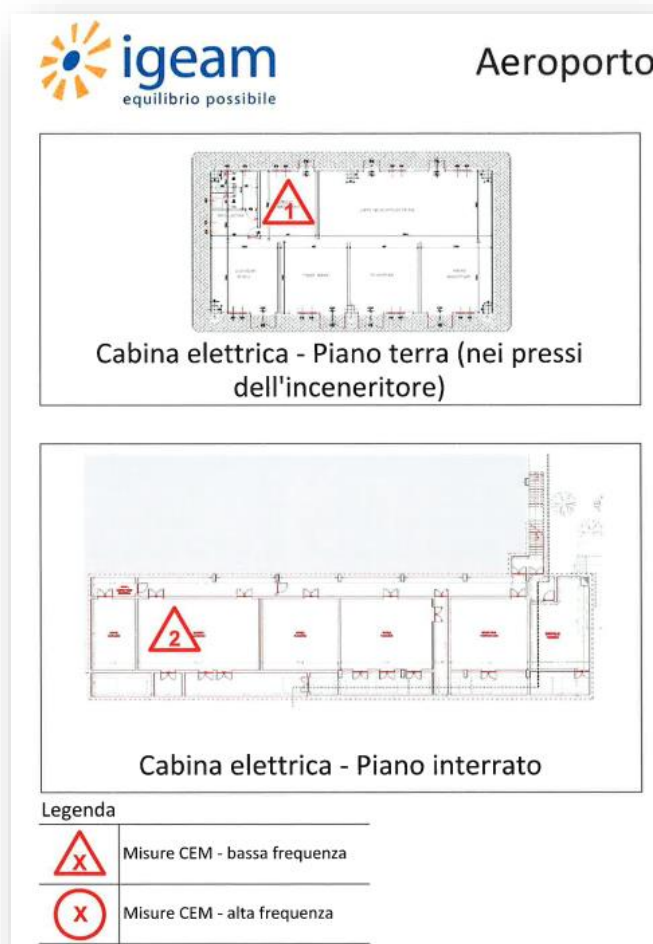 igeam
equilibrio possibile
Aeroporto
1
Cabina elettrica - Piano terra (nei pressi
dell'inceneritore)
2
Cabina elettrica - Piano interrato
Legenda
X
Misure CEM - bassa frequenza
X
Misure CEM - alta frequenza